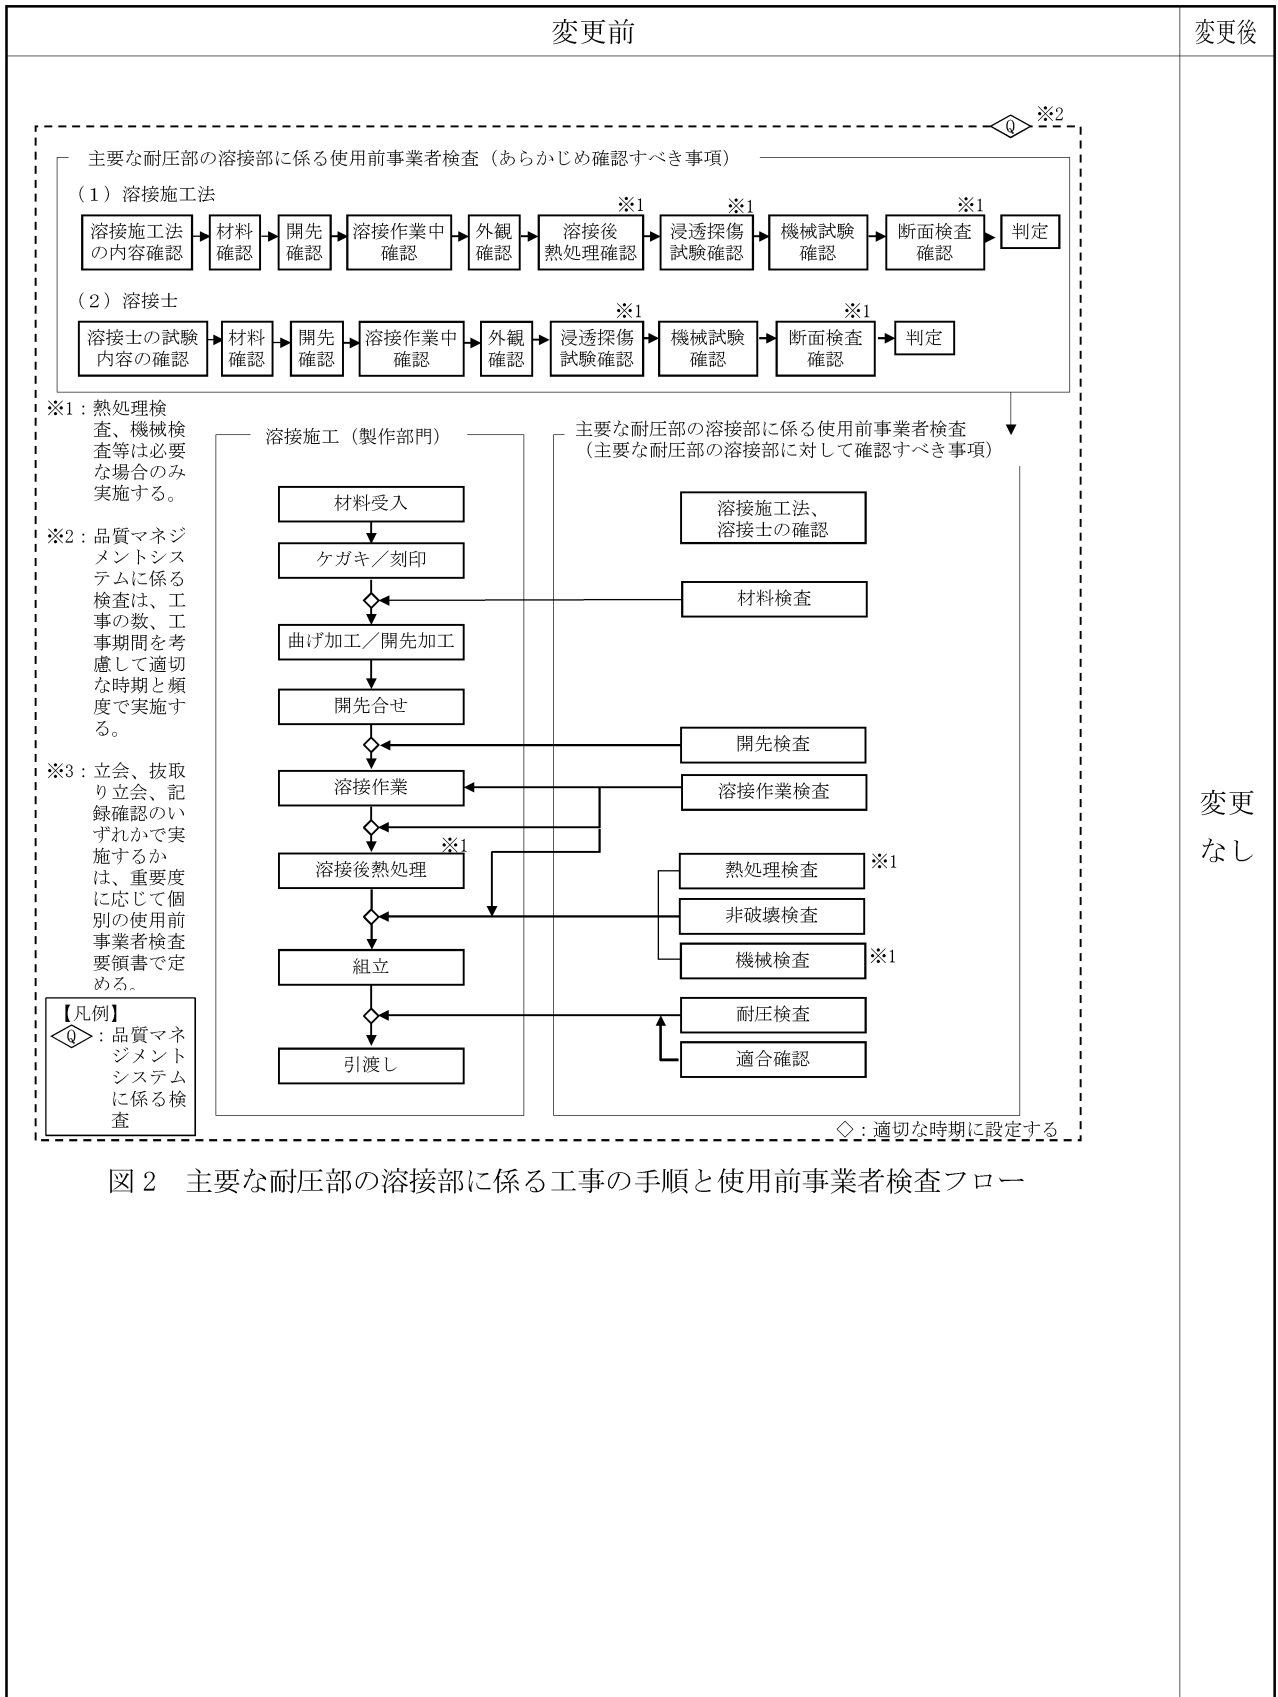 変更前
変更後
※2
Q
主要な耐圧部の溶接部に係る使用前事業者検査（あらかじめ確認すべき事項）
（１）溶接施工法
※1
※1
※1
溶接施工法
の内容確認
材料
確認
開先
確認
溶接作業中
確認
外観
確認
溶接後
熱処理確認
浸透探傷
試験確認
機械試験
確認
断面検査
確認
判定
（２）溶接士
※1
※1
溶接士の試験
内容の確認
材料
確認
開先
確認
溶接作業中
確認
外観
確認
浸透探傷
試験確認
機械試験
確認
断面検査
確認
判定
※1：熱処理検
査、機械検
査等は必要
な場合のみ
実施する。
※2：品質マネジ
メントシス
テムに係る
検査は、工
事の数、工
事期間を考
慮して適切
な時期と頻
度で実施す
る。
※3：立会、抜取
り立会、記
録確認のい
ずれかで実
施するか
は、重要度
に応じて個
別の使用前
事業者検査
要領書で定
める。
【凡例】
Q：品質マネ
ジメント
システム
に係る検
査
溶接施工（製作部門）
材料受入
ケガキ／刻印
曲げ加工／開先加工
開先合せ
溶接作業
※1
溶接後熱処理
組立
引渡し
主要な耐圧部の溶接部に係る使用前事業者検査
（主要な耐圧部の溶接部に対して確認すべき事項）
溶接施工法、
溶接士の確認
材料検査
開先検査
溶接作業検査
熱処理検査
※1
非破壊検査
機械検査
※1
耐圧検査
適合確認
◇：適切な時期に設定する
図２　主要な耐圧部の溶接部に係る工事の手順と使用前事業者検査フロー
変更
なし